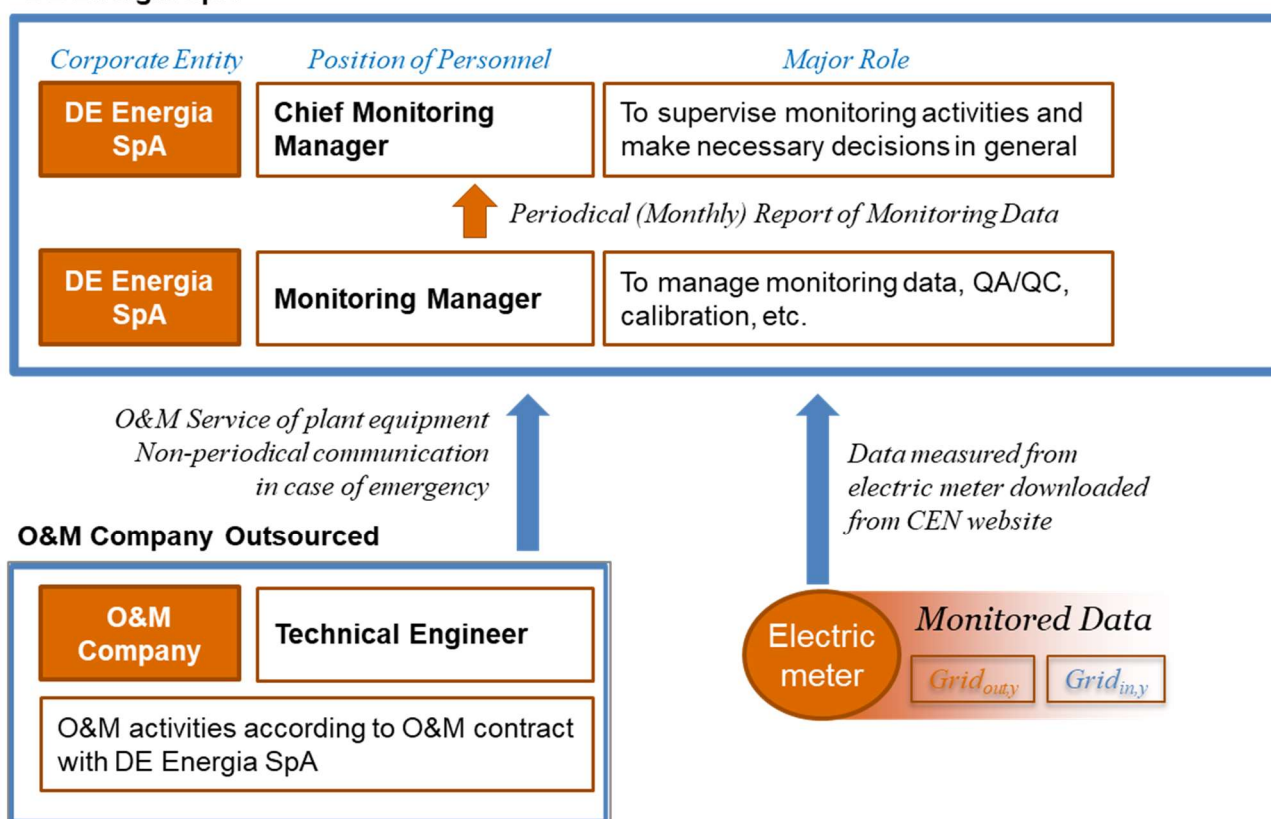 Corporate Entity Position of Personnel Major Role
DE Energia
SpA
Chief Monitoring
Manager
To supervise monitoring activities and
make necessary decisions in general
Periodical (Monthly) Report of Monitoring Data
DE Energia
SpA
Monitoring Manager
To manage monitoring data, QA/QC,
calibration, etc.
O&M Service of plant equipment
Non-periodical communication
in case of emergency
Data measured from
electric meter downloaded
from CEN website
O&M Company Outsourced
O&M
Company
Technical Engineer
O&M activities according to O&M contract
with DE Energia SpA
Electric
meter
Monitored Data
Grid_out,y Grid_in,y